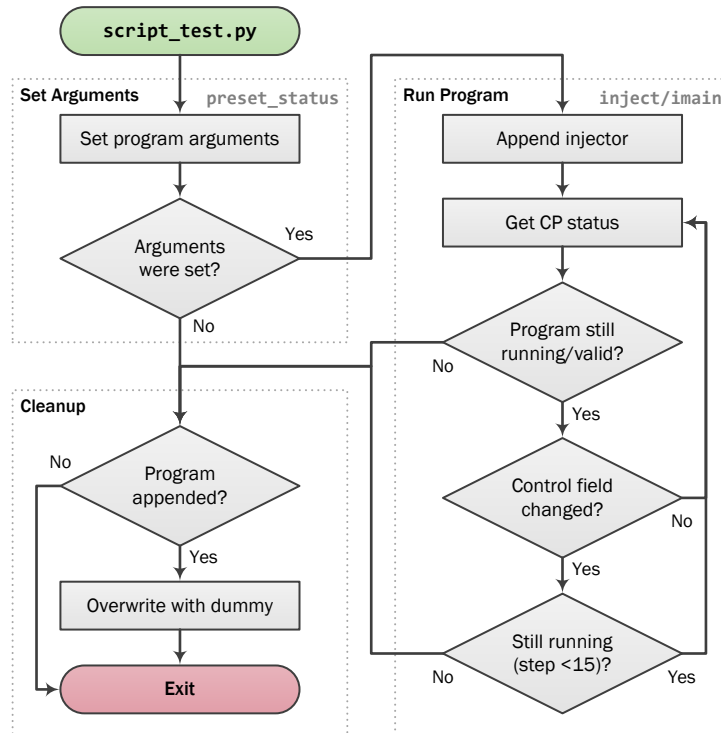 script_test.py
Set Arguments
preset_status
Set program arguments
Arguments
were set?
Yes
No
Run Program
inject/imain
Append injector
Get CP status
Program still
running/valid?
No
Yes
Control field
changed?
No
Yes
Still running
(step <15)?
No
Yes
Cleanup
Program
appended?
No
Yes
Overwrite with dummy
Exit